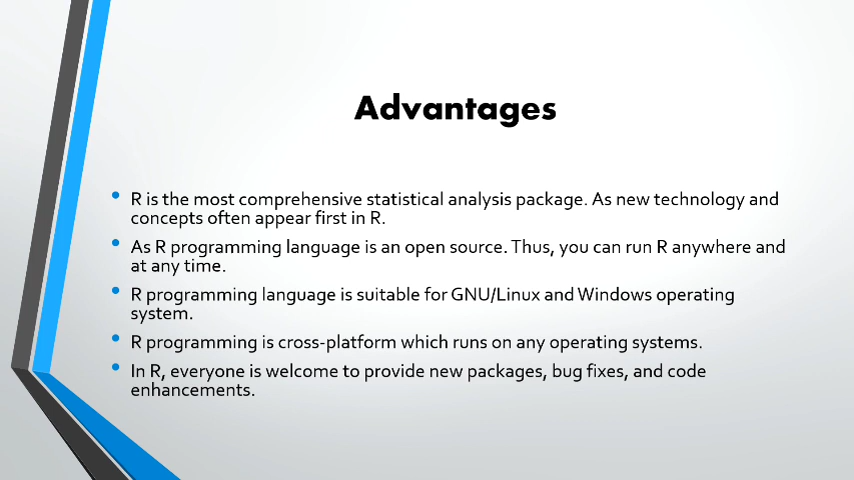 Advantages
R is the most comprehensive statistical analysis package. As new technology and
concepts often appear first in R.
As R programming language is an open source. Thus, you can run R anywhere and
at any time.
R programming language is suitable for GNU/Linux and Windows operating
system.
R programming is cross-platform which runs on any operating systems.
In R, everyone is welcome to provide new packages, bug fixes, and code
enhancements.